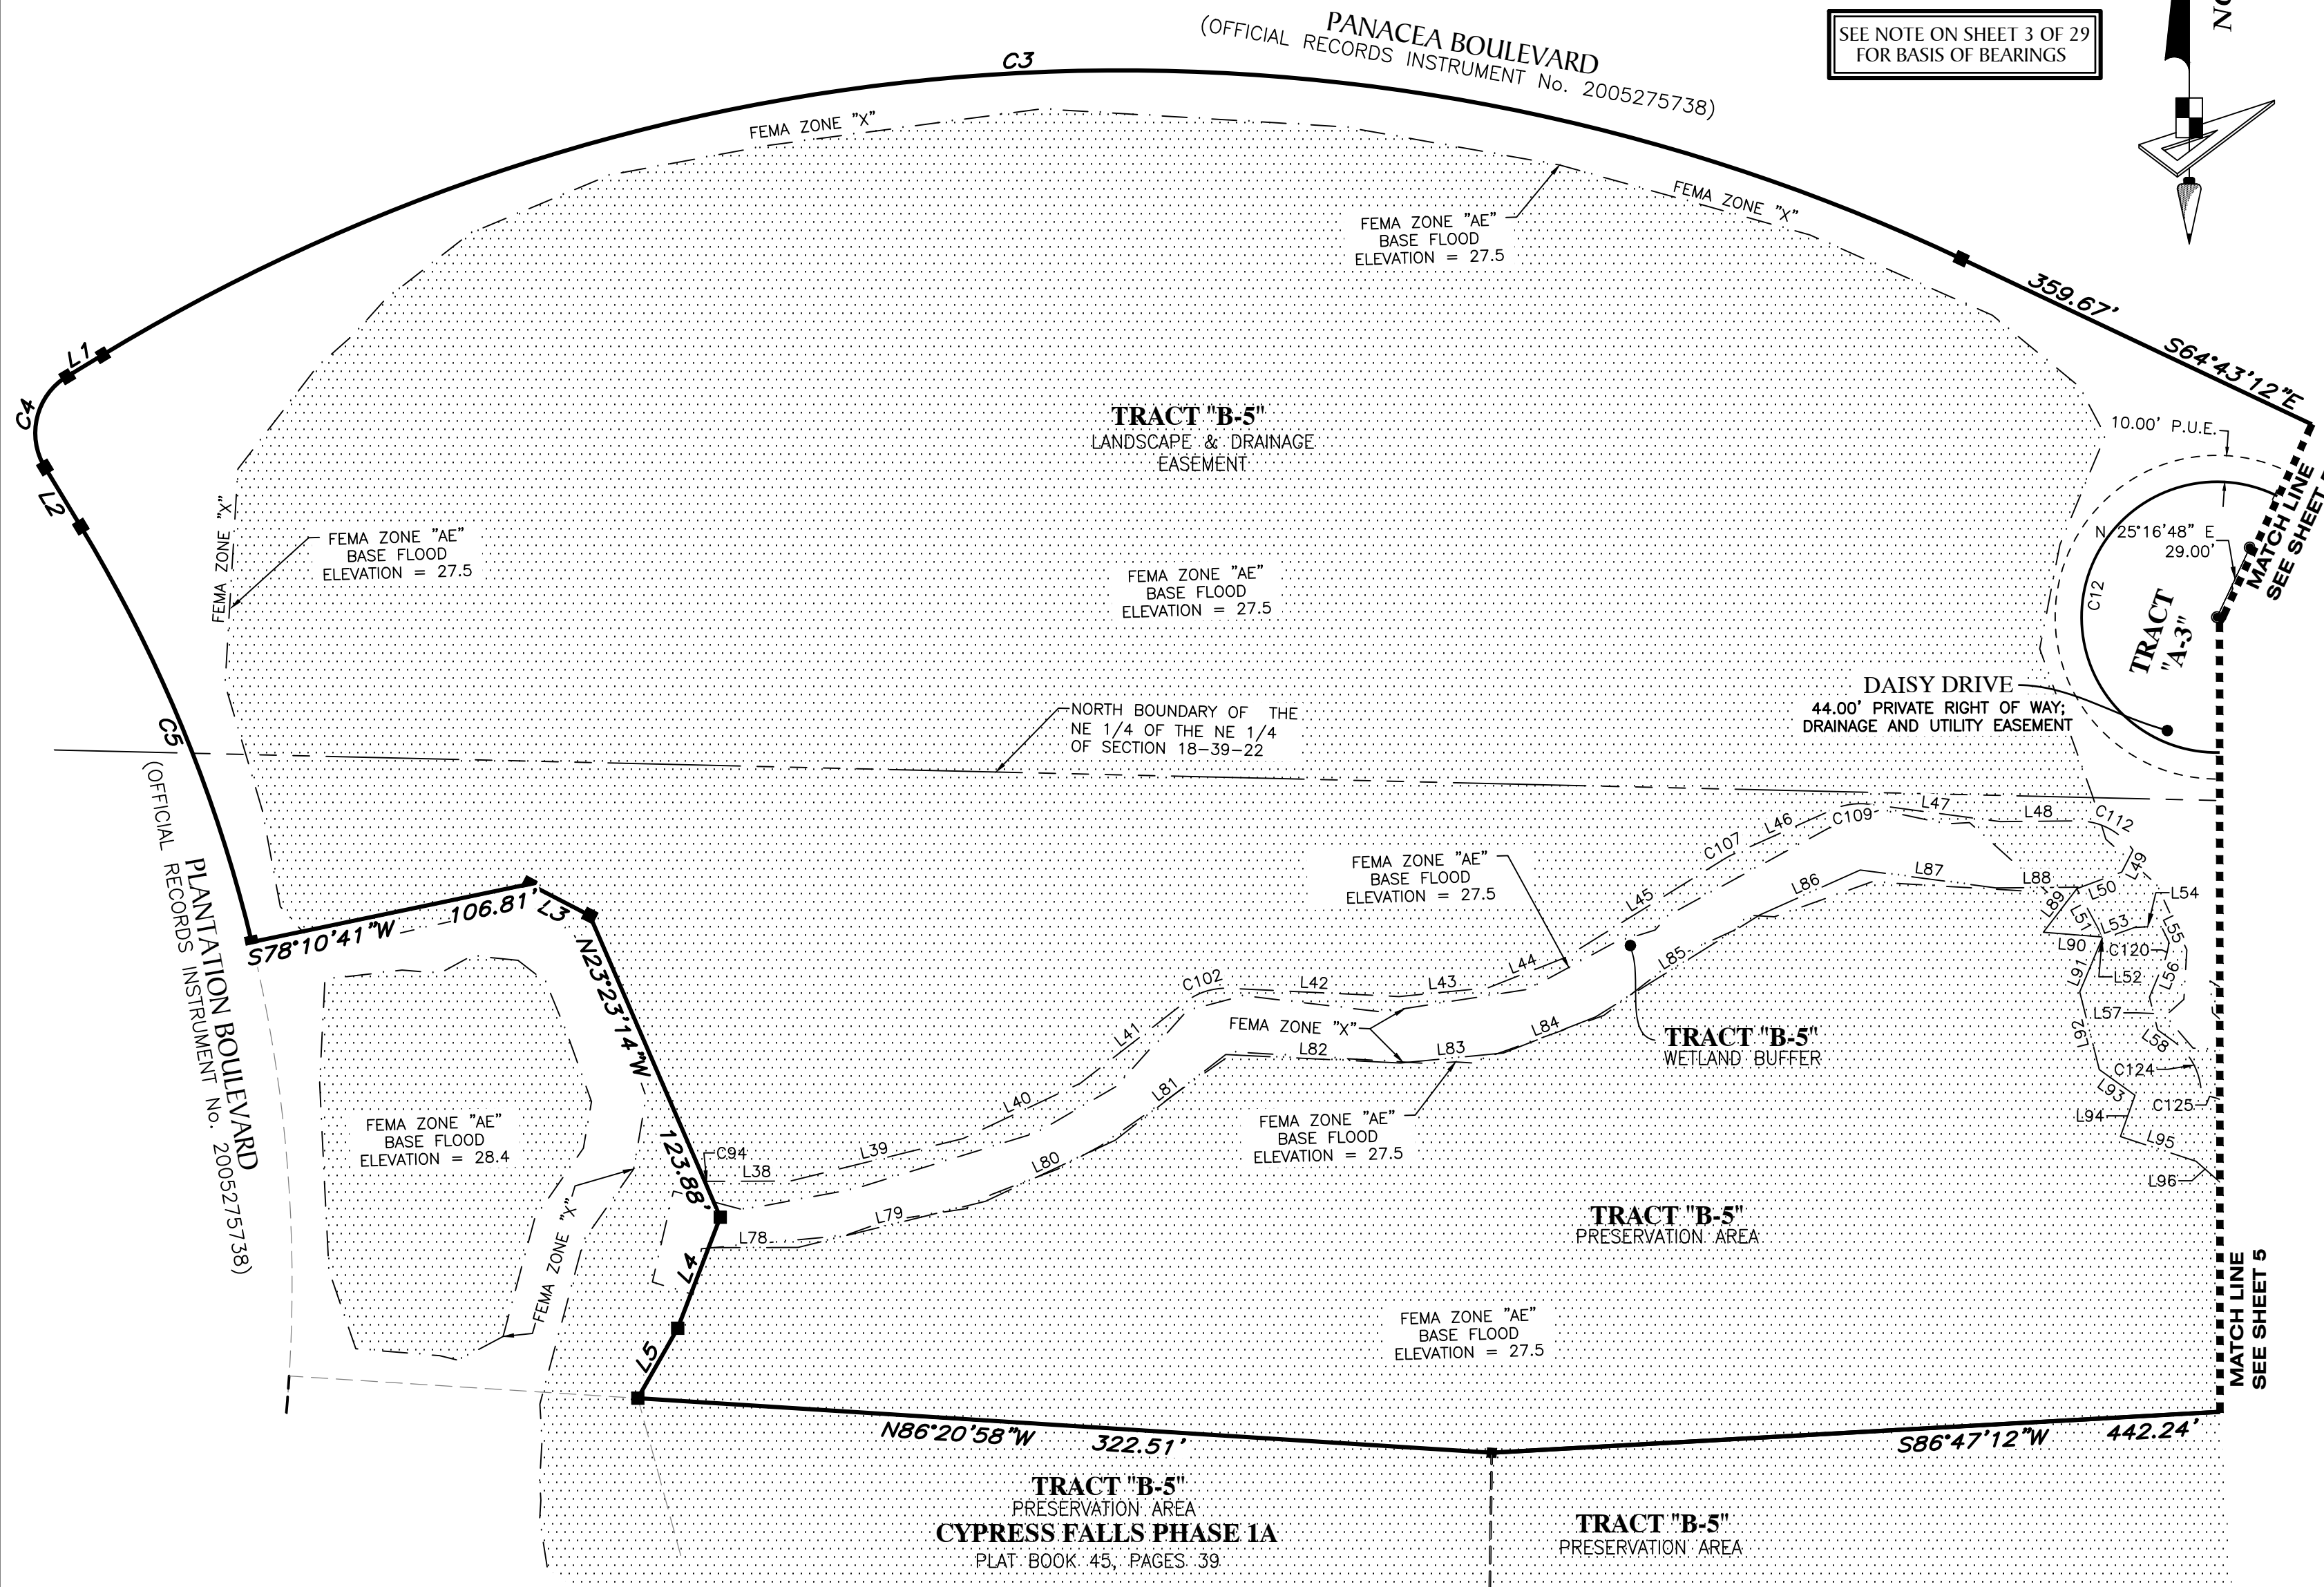 C3
PANACEA BOULEVARD
(OFFICIAL RECORDS INSTRUMENT No. 2005275738)
SEE NOTE ON SHEET 3 OF 29
FOR BASIS OF BEARINGS
FEMA ZONE "X"
FEMA ZONE "X"
FEMA ZONE "AE"
BASE FLOOD
ELEVATION = 27.5
359.67'
S64°43'12"E
L1
C4
L2
TRACT "B-5"
LANDSCAPE & DRAINAGE
EASEMENT
10.00' P.U.E.
MATCH LINE
N 25°16'48" E
29.00'
C12
TRACT
"A-3"
FEMA ZONE "X"
FEMA ZONE "AE"
BASE FLOOD
ELEVATION = 27.5
FEMA ZONE "AE"
BASE FLOOD
ELEVATION = 27.5
DAISY DRIVE
44.00' PRIVATE RIGHT OF WAY;
DRAINAGE AND UTILITY EASEMENT
C5
NORTH BOUNDARY OF THE
NE 1/4 OF THE NE 1/4
OF SECTION 18-39-22
PLANTATION BOULEVARD
(OFFICIAL RECORDS INSTRUMENT No. 2005275738)
S78°10'41"W
106.81'
L3
N23°23'14"W
123.88'
FEMA ZONE "AE"
BASE FLOOD
ELEVATION = 27.5
C107
L46
C109
L47
L48
C112
L49
L45
L86
L87
L88
L89
L50
L54
L51
L53
L55
L90
C120
L52
L91
L56
L57
L92
L58
C124
L93
C125
L94
L95
L96
C102
L42
L43
L44
L85
L41
FEMA ZONE "X"
L84
L82
L83
TRACT "B-5"
WETLAND BUFFER
L81
L40
L39
L80
C94
L38
L79
L78
FEMA ZONE "AE"
BASE FLOOD
ELEVATION = 28.4
FEMA ZONE "AE"
BASE FLOOD
ELEVATION = 27.5
FEMA ZONE "X"
L4
L5
TRACT "B-5"
PRESERVATION AREA
FEMA ZONE "AE"
BASE FLOOD
ELEVATION = 27.5
MATCH LINE
SEE SHEET 5
N86°20'58"W
322.51'
S86°47'12"W
442.24'
TRACT "B-5"
PRESERVATION AREA
CYPRESS FALLS PHASE 1A
PLAT BOOK 45, PAGES 39
TRACT "B-5"
PRESERVATION AREA